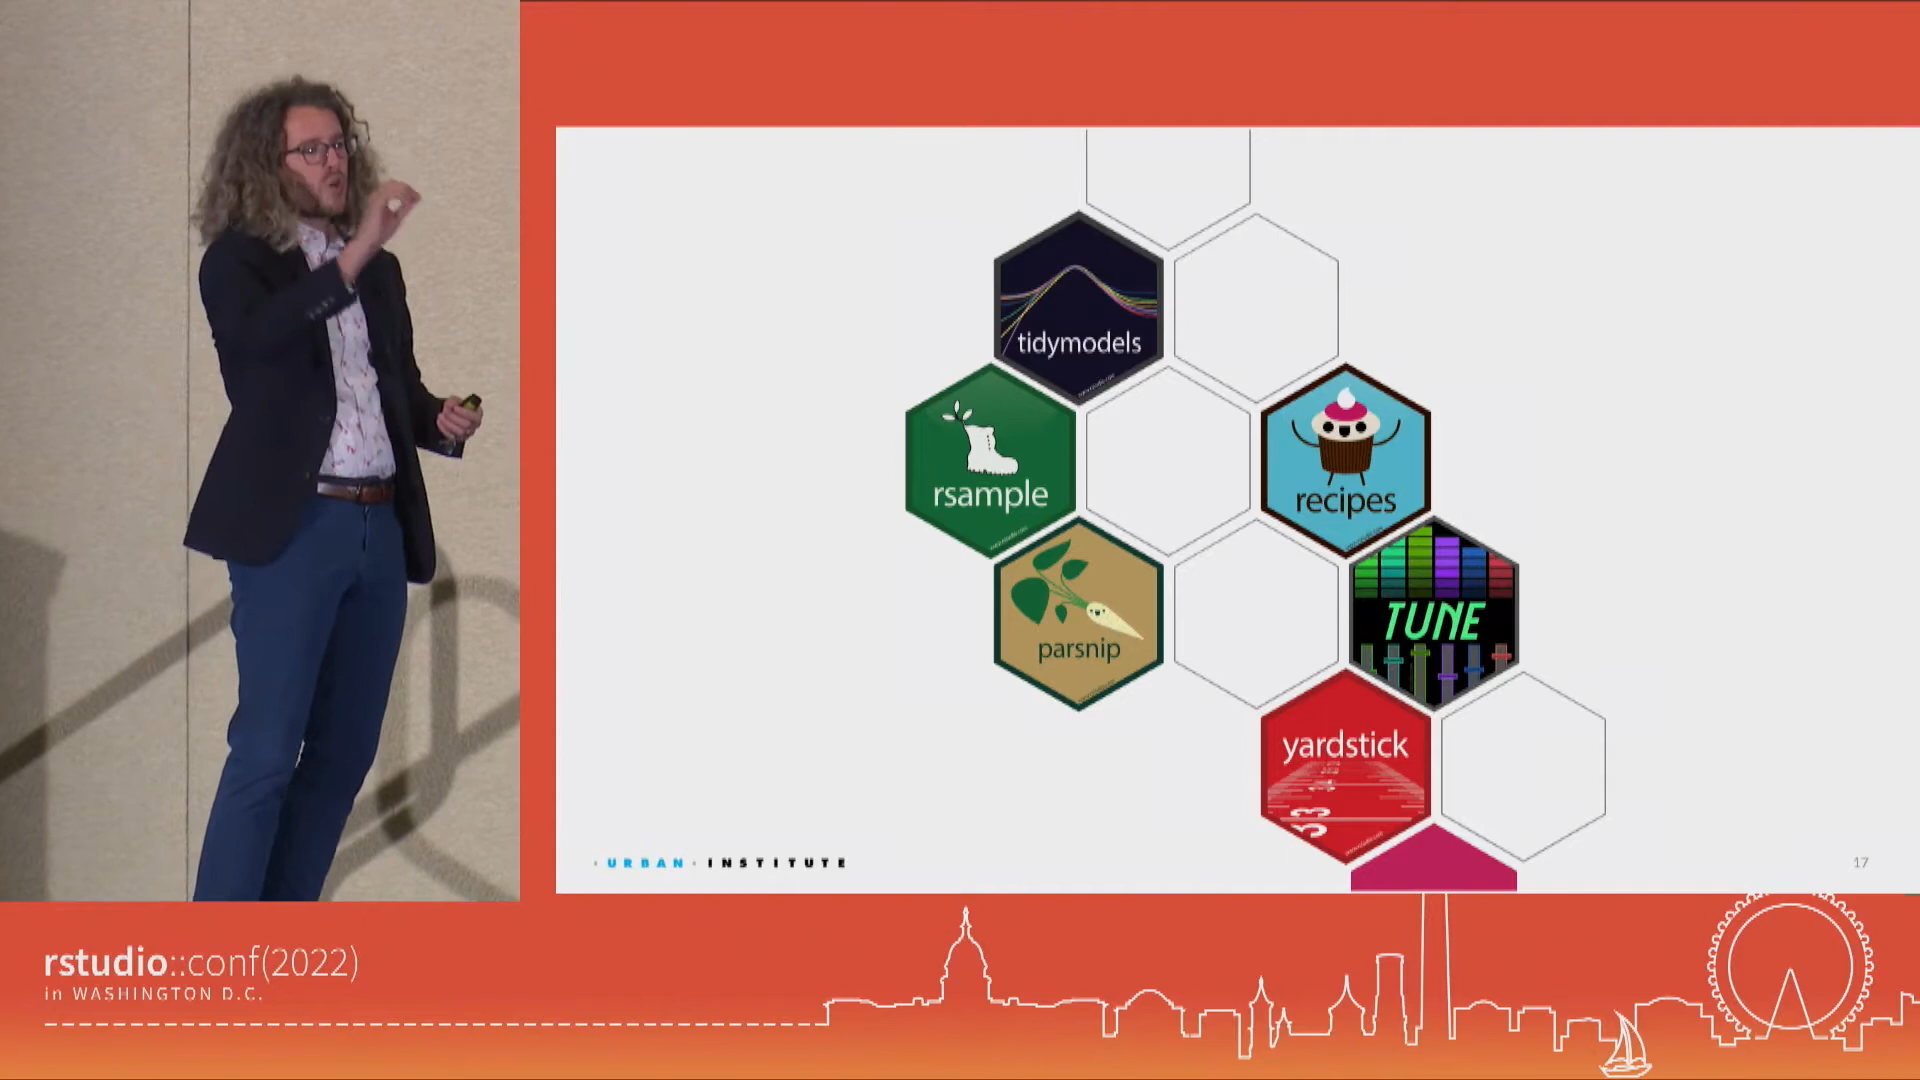 tidymodels
rsample
recipes
parsnip
TUNE
yardstick
· URBAN · INSTITUTE
17
rstudio::conf(2022)
in WASHINGTON D.C.